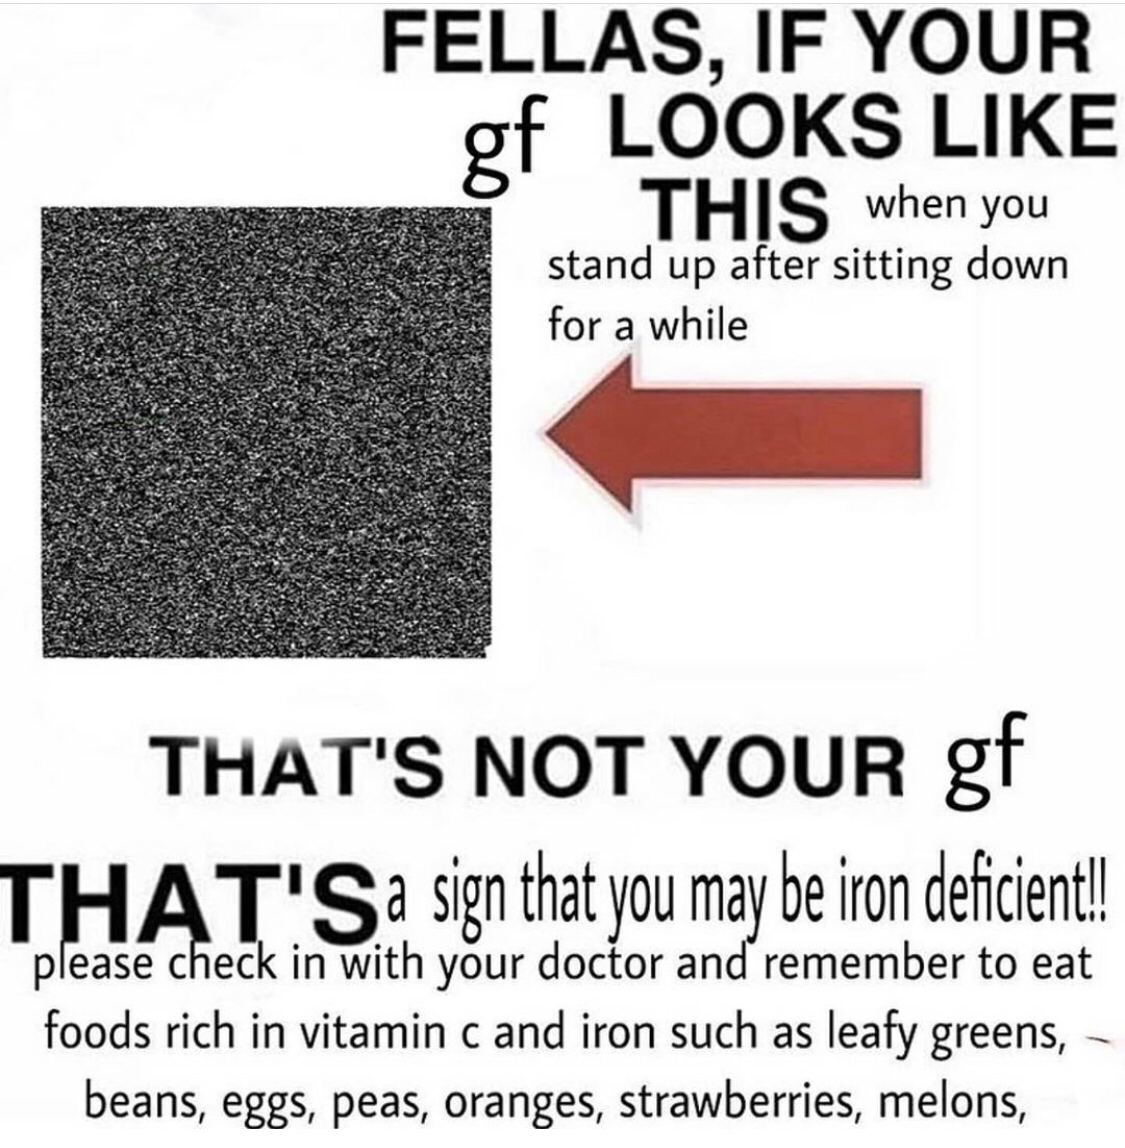 FELLAS, IF YOUR
gf LOOKS LIKE
THIS when you
stand up after sitting down
for a while
THAT'S NOT YOUR gf
THAT'S a sign that you may be iron deficient!!
please check in with your doctor and remember to eat
foods rich in vitamin c and iron such as leafy greens,
beans, eggs, peas, oranges, strawberries, melons,